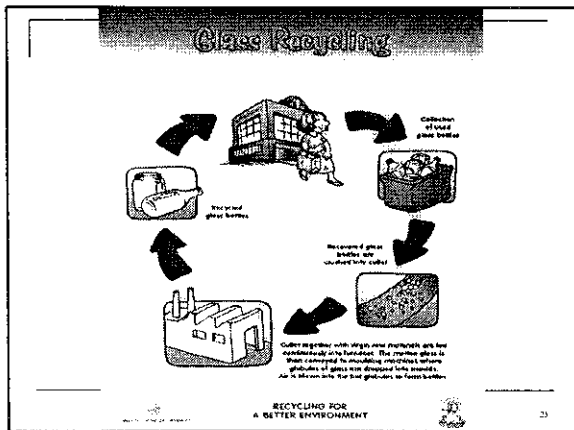 Glass Recycling
Collection
of used
glass bottles
Recycled
glass bottles
Recovered glass
bottles are
crushed into cullet
Cullet together with virgin raw materials are fed
continuously into furnaces. The molten glass is
then conveyed to moulding machines where
globules of glass are dropped into moulds.
Air is blown into the hot globules to form bottles
RECYCLING FOR
A BETTER ENVIRONMENT